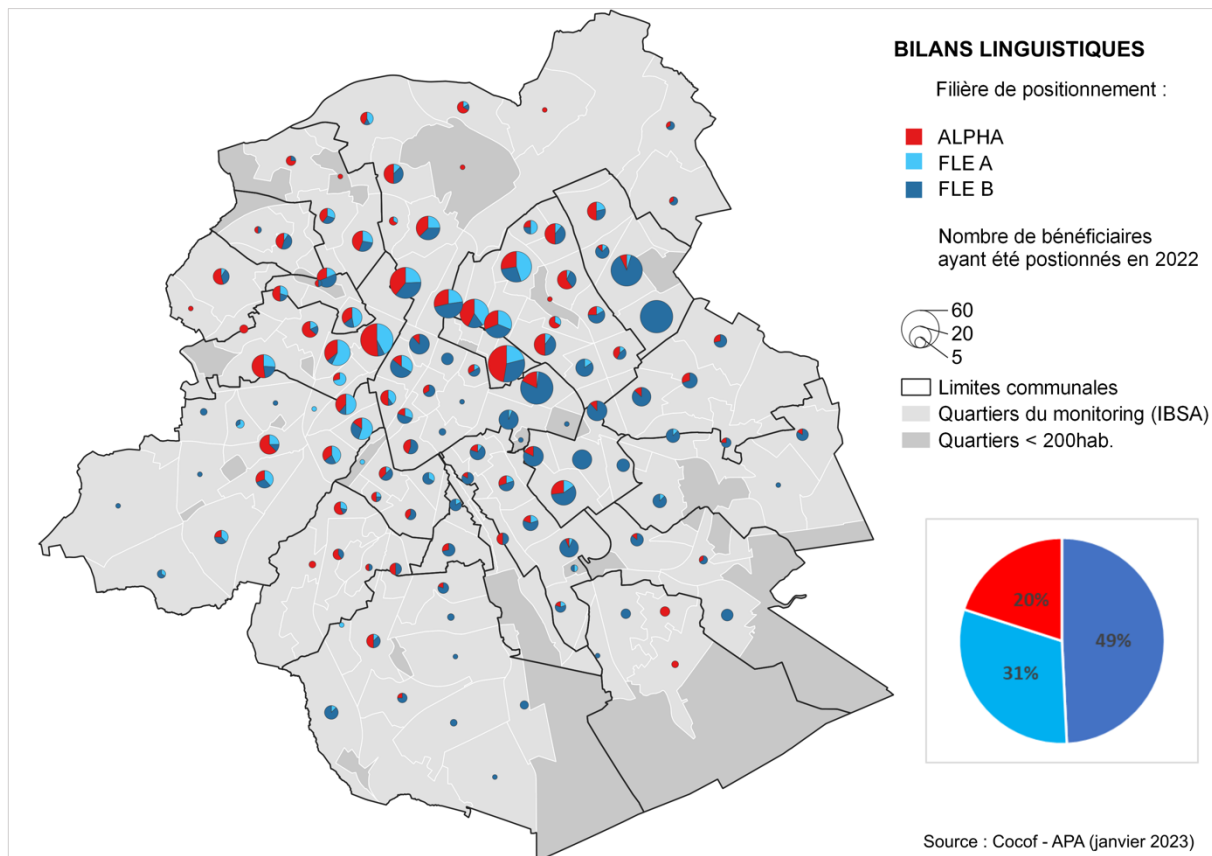 BILANS LINGUISTIQUES
Filière de positionnement :
ALPHA
FLE A
FLE B
Nombre de bénéficiaires
ayant été postionnés en 2022
60
20
5
Limites communales
Quartiers du monitoring (IBSA)
Quartiers < 200hab.
20%
49%
31%
Source : Cocof - APA (janvier 2023)